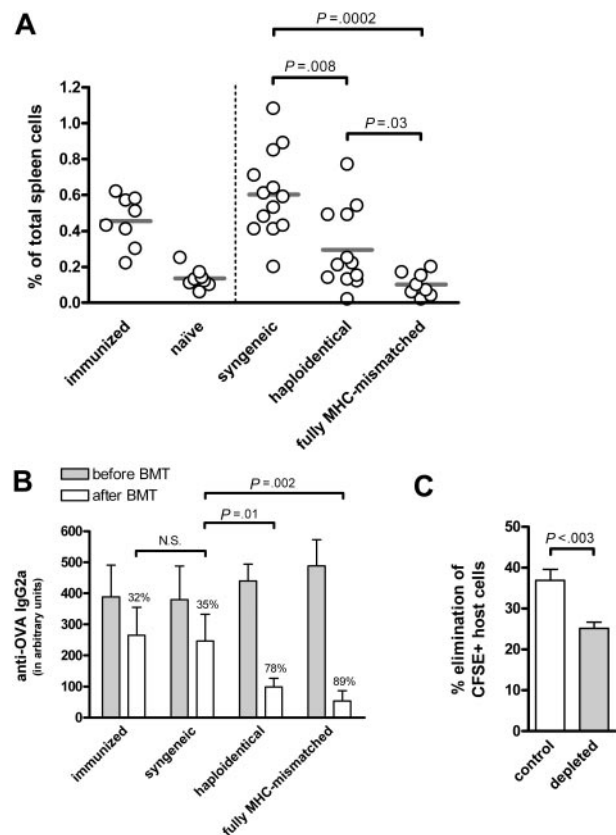 A
P=.0002
P=.008
P=.03
% of total spleen cells
1.2
1.0
0.8
0.6
0.4
0.2
0.0
immunized
naïve
syngeneic
haploidentical
fully MHC-mismatched
B
before BMT
after BMT
P=.002
P=.01
N.S.
anti-OVA IgG2a
(in arbitrary units)
600
500
400
300
200
100
0
32%
35%
78%
89%
immunized
syngeneic
haploidentical
fully MHC-mismatched
C
P<.003
% elimination of
CFSE+ host cells
50
40
30
20
10
0
control
depleted